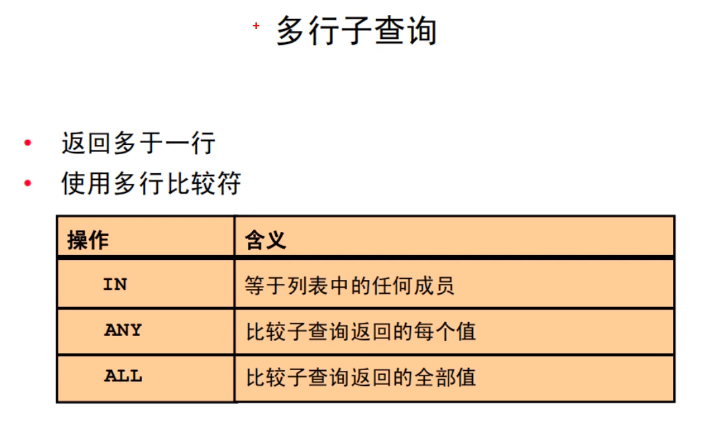 多行子查询
• 返回多于一行
• 使用多行比较符
操作 含义
IN 等于列表中的任何成员
ANY 比较子查询返回的每个值
ALL 比较子查询返回的全部值